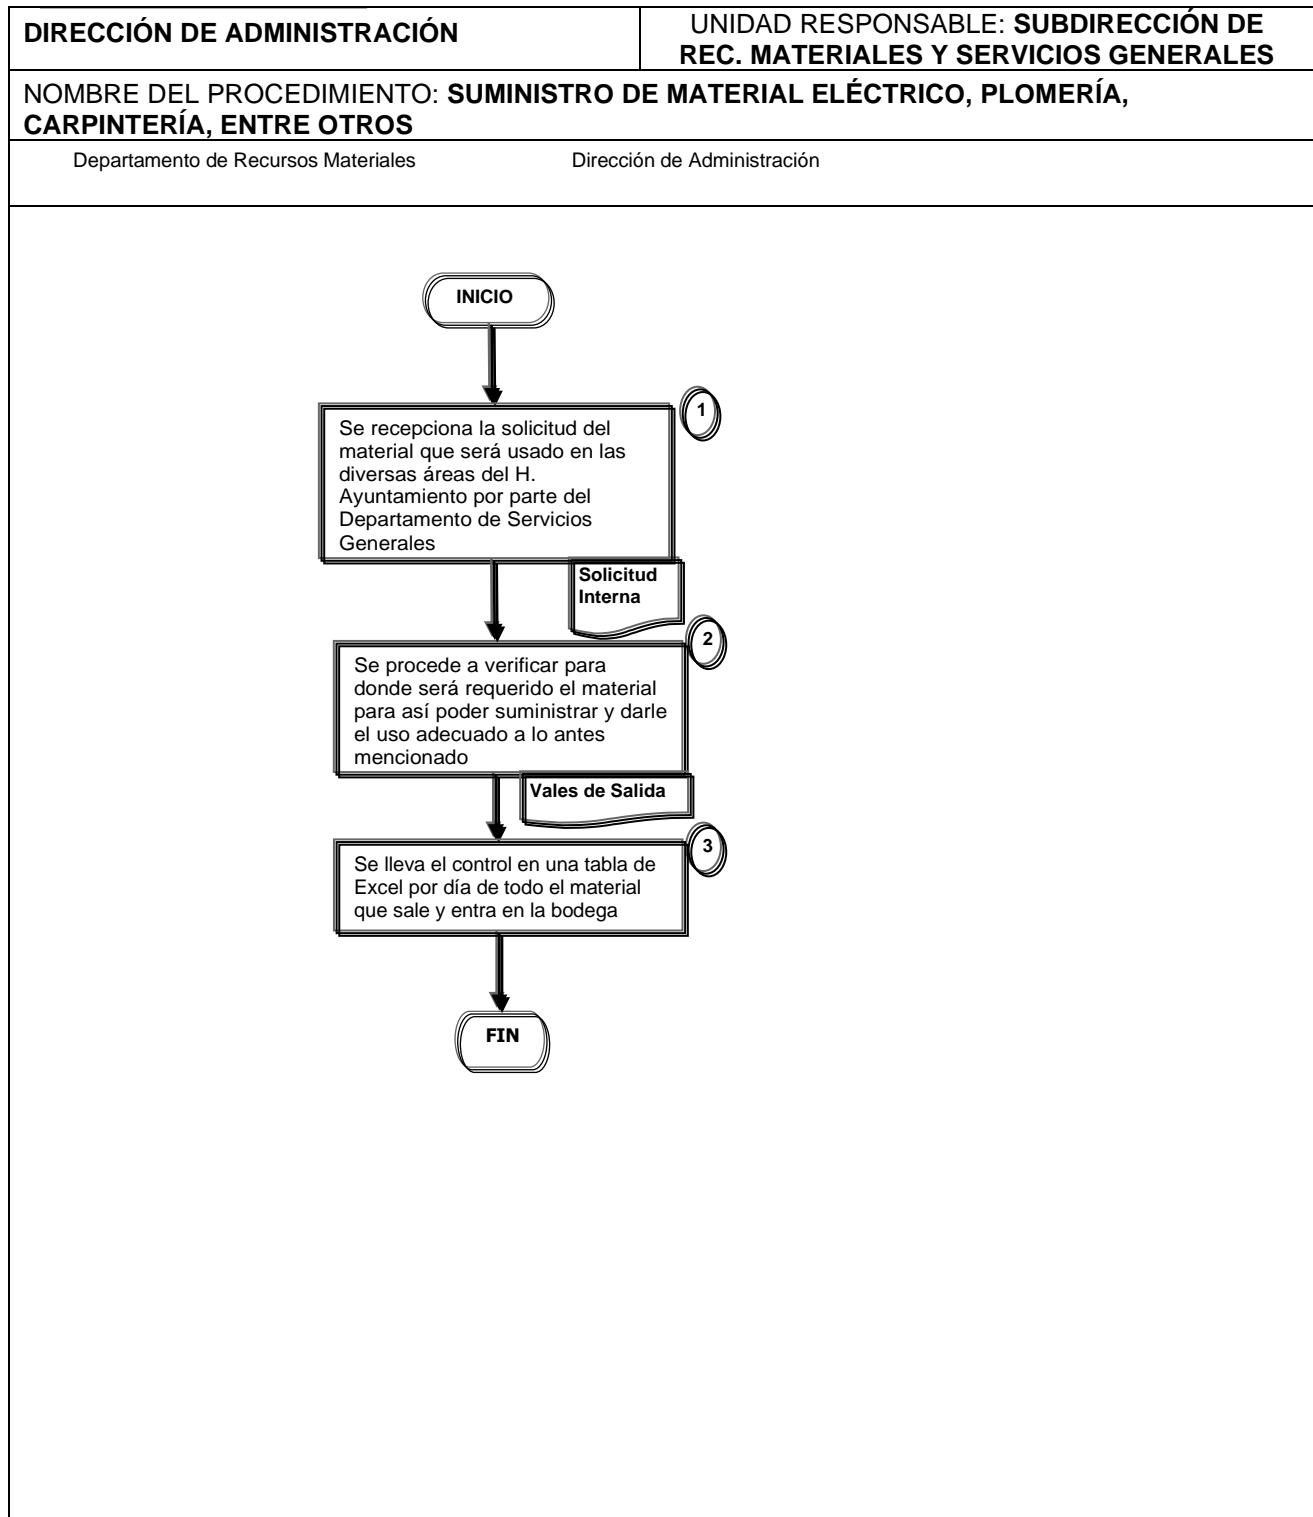 DIRECCIÓN DE ADMINISTRACIÓN
UNIDAD RESPONSABLE: SUBDIRECCIÓN DE
REC. MATERIALES Y SERVICIOS GENERALES
NOMBRE DEL PROCEDIMIENTO: SUMINISTRO DE MATERIAL ELÉCTRICO, PLOMERÍA,
CARPINTERÍA, ENTRE OTROS
Departamento de Recursos Materiales
Dirección de Administración
INICIO
1
Se recepciona la solicitud del
material que será usado en las
diversas áreas del H.
Ayuntamiento por parte del
Departamento de Servicios
Generales
Solicitud
Interna
2
Se procede a verificar para
donde será requerido el material
para así poder suministrar y darle
el uso adecuado a lo antes
mencionado
Vales de Salida
3
Se lleva el control en una tabla de
Excel por día de todo el material
que sale y entra en la bodega
FIN